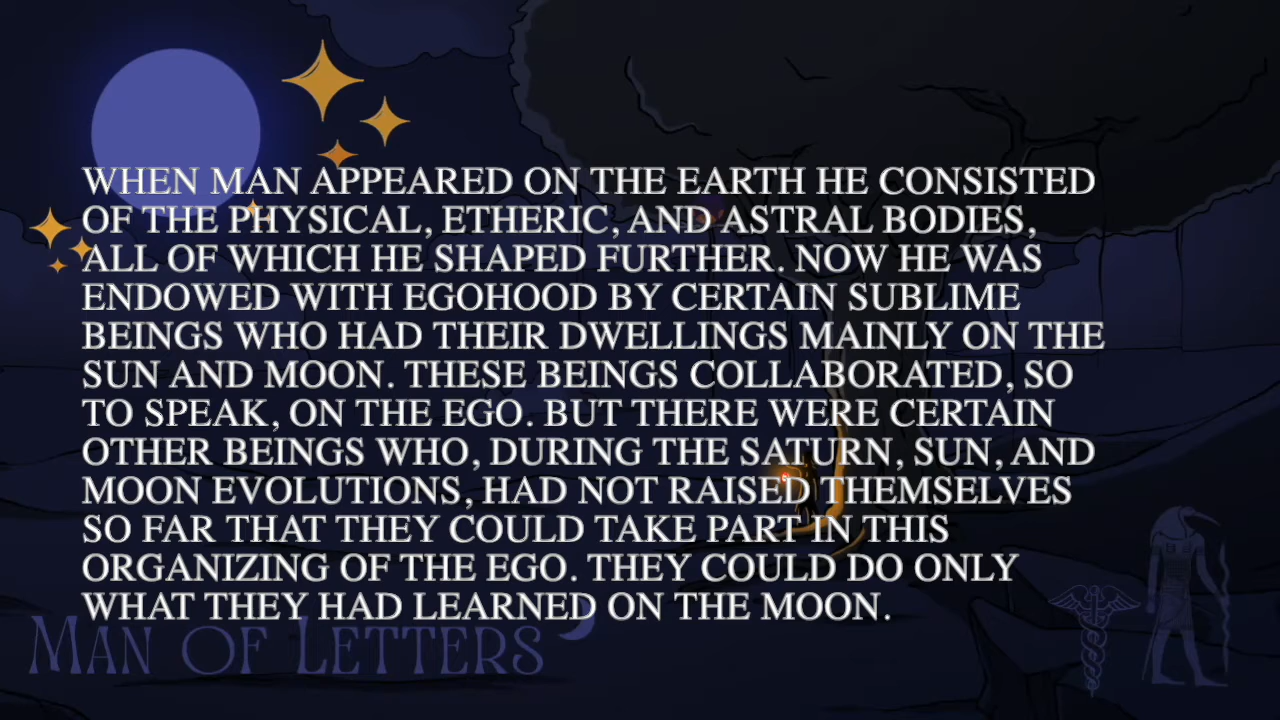 WHEN MAN APPEARED ON THE EARTH HE CONSISTED
OF THE PHYSICAL, ETHERIC, AND ASTRAL BODIES,
ALL OF WHICH HE SHAPED FURTHER. NOW HE WAS
ENDOWED WITH EGOHOOD BY CERTAIN SUBLIME
BEINGS WHO HAD THEIR DWELLINGS MAINLY ON THE
SUN AND MOON. THESE BEINGS COLLABORATED, SO
TO SPEAK, ON THE EGO. BUT THERE WERE CERTAIN
OTHER BEINGS WHO, DURING THE SATURN, SUN, AND
MOON EVOLUTIONS, HAD NOT RAISED THEMSELVES
SO FAR THAT THEY COULD TAKE PART IN THIS
ORGANIZING OF THE EGO. THEY COULD DO ONLY
WHAT THEY HAD LEARNED ON THE MOON.
MAN OF LETTERS